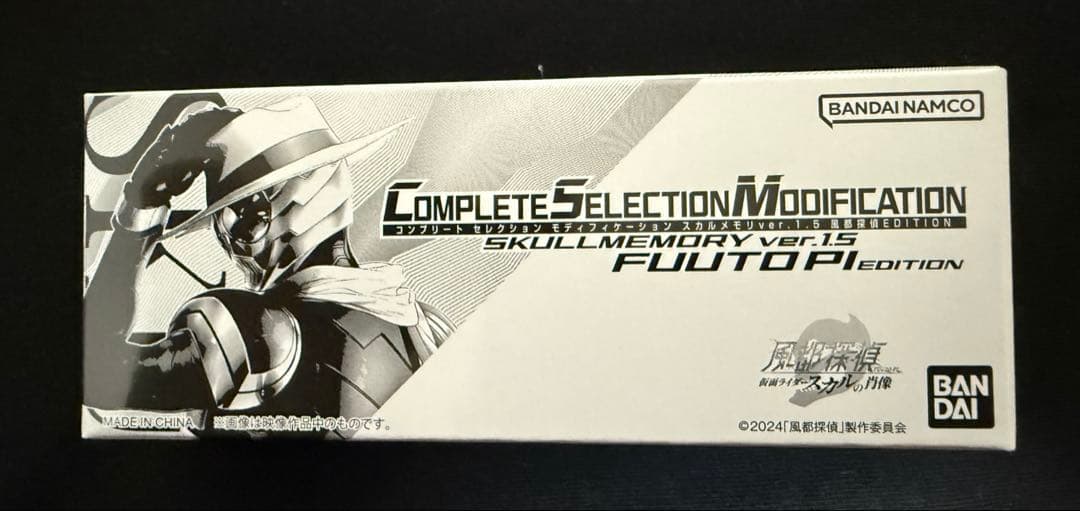 BANDAI NAMCO
COMPLETE SELECTION MODIFICATION
コンプリート セレクション モディフィケーション スカルメモリver.1.5 風都探偵EDITION
SKULLMEMORY ver.1.5
FUUTO PI EDITION
風都探偵
仮面ライダースカルの肖像
BAN
DAI
MADE IN CHINA ※画像は映像作品中のものです。
©2024「風都探偵」製作委員会